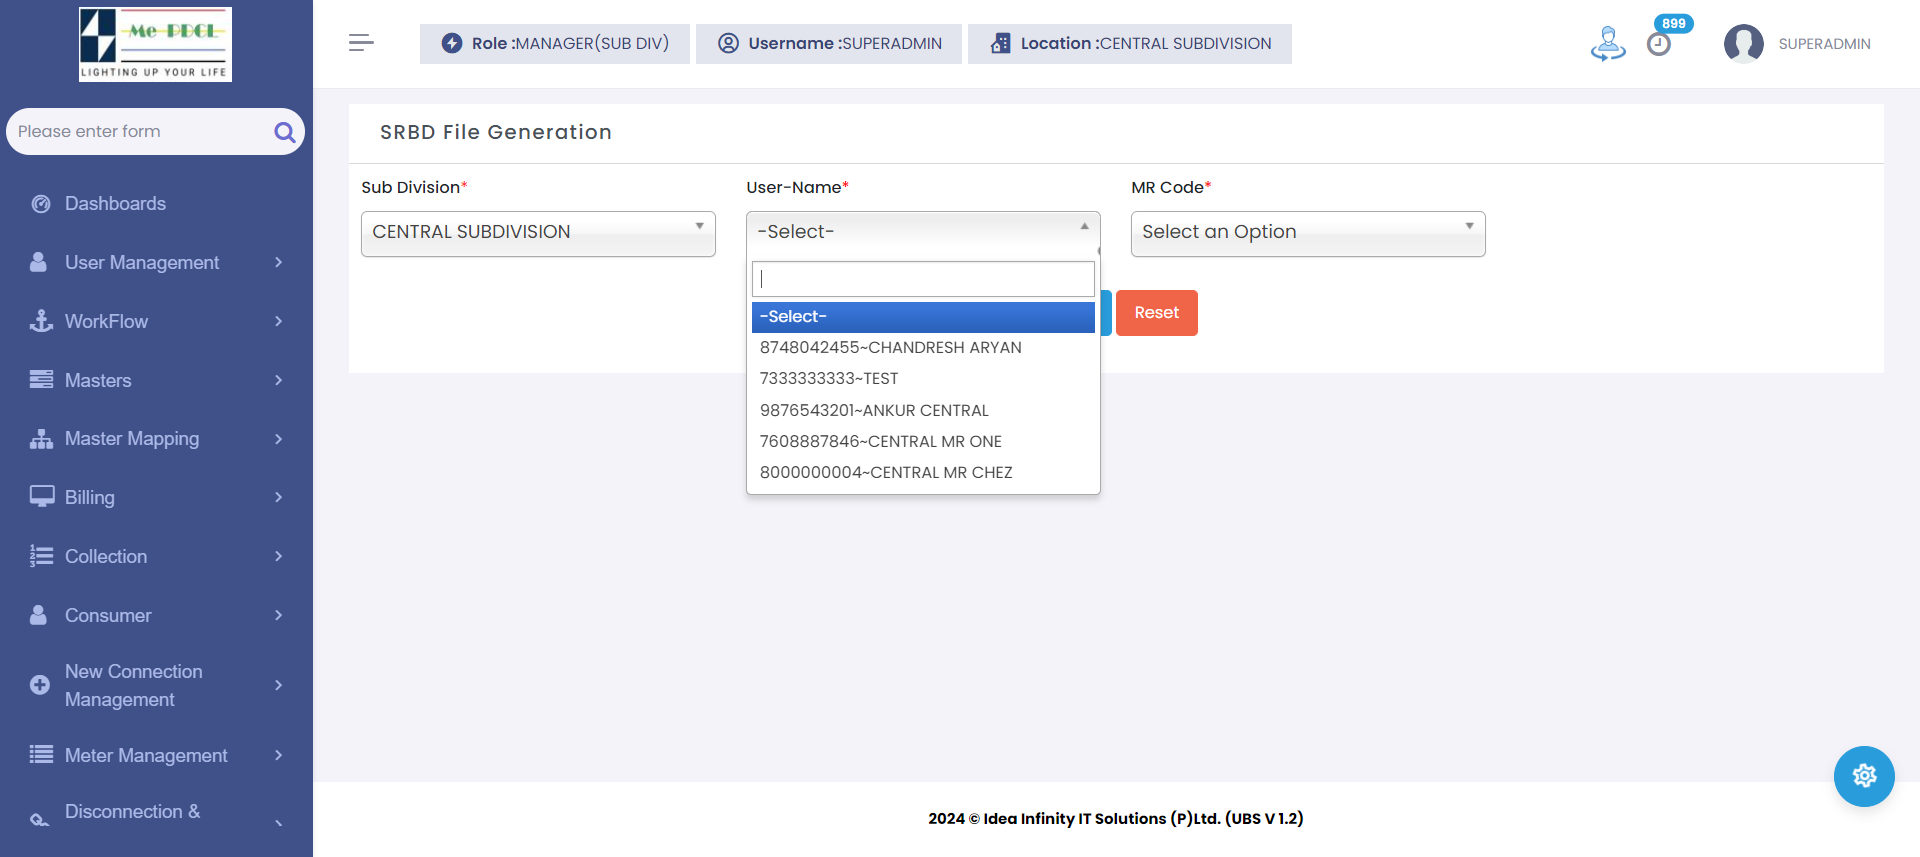 Me PDCL
LIGHTING UP YOUR LIFE
Role :MANAGER(SUB DIV)
Username :SUPERADMIN
Location :CENTRAL SUBDIVISION
899
SUPERADMIN
Please enter form
Dashboards
User Management
WorkFlow
Masters
Master Mapping
Billing
Collection
Consumer
New Connection
Management
Meter Management
Disconnection &
SRBD File Generation
Sub Division*
CENTRAL SUBDIVISION
User-Name*
-Select-
-Select-
8748042455~CHANDRESH ARYAN
7333333333~TEST
9876543201~ANKUR CENTRAL
7608887846~CENTRAL MR ONE
8000000004~CENTRAL MR CHEZ
MR Code*
Select an Option
Reset
2024 © Idea Infinity IT Solutions (P)Ltd. (UBS V 1.2)